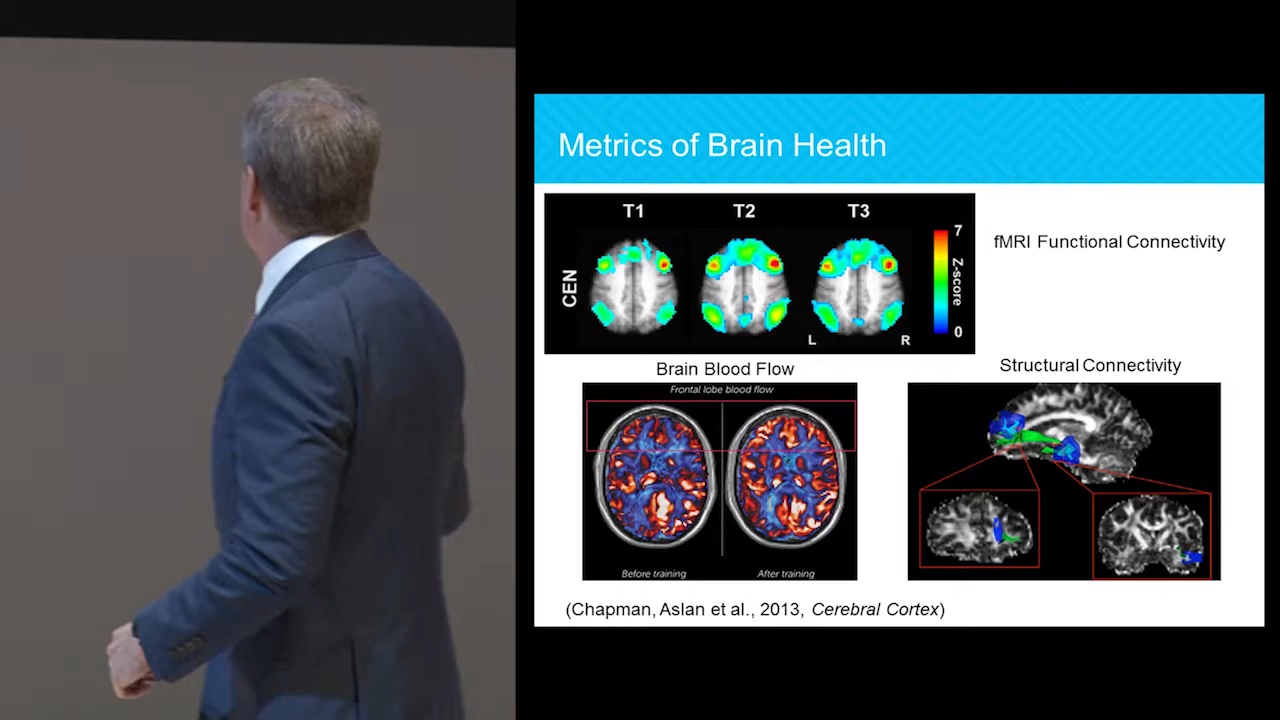 Metrics of Brain Health
T1 T2 T3
7
CEN
Z-score
0
L R
fMRI Functional Connectivity
Brain Blood Flow
Frontal lobe blood flow
Before training After training
Structural Connectivity
(Chapman, Aslan et al., 2013, Cerebral Cortex)